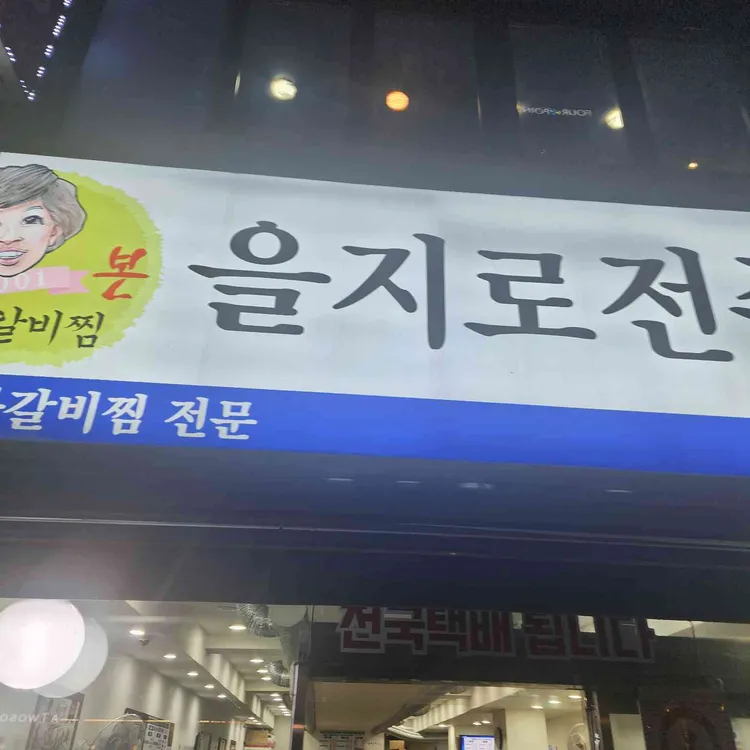 본
갈비찜
을지로전주
갈비찜 전문
전국택배 됩니다